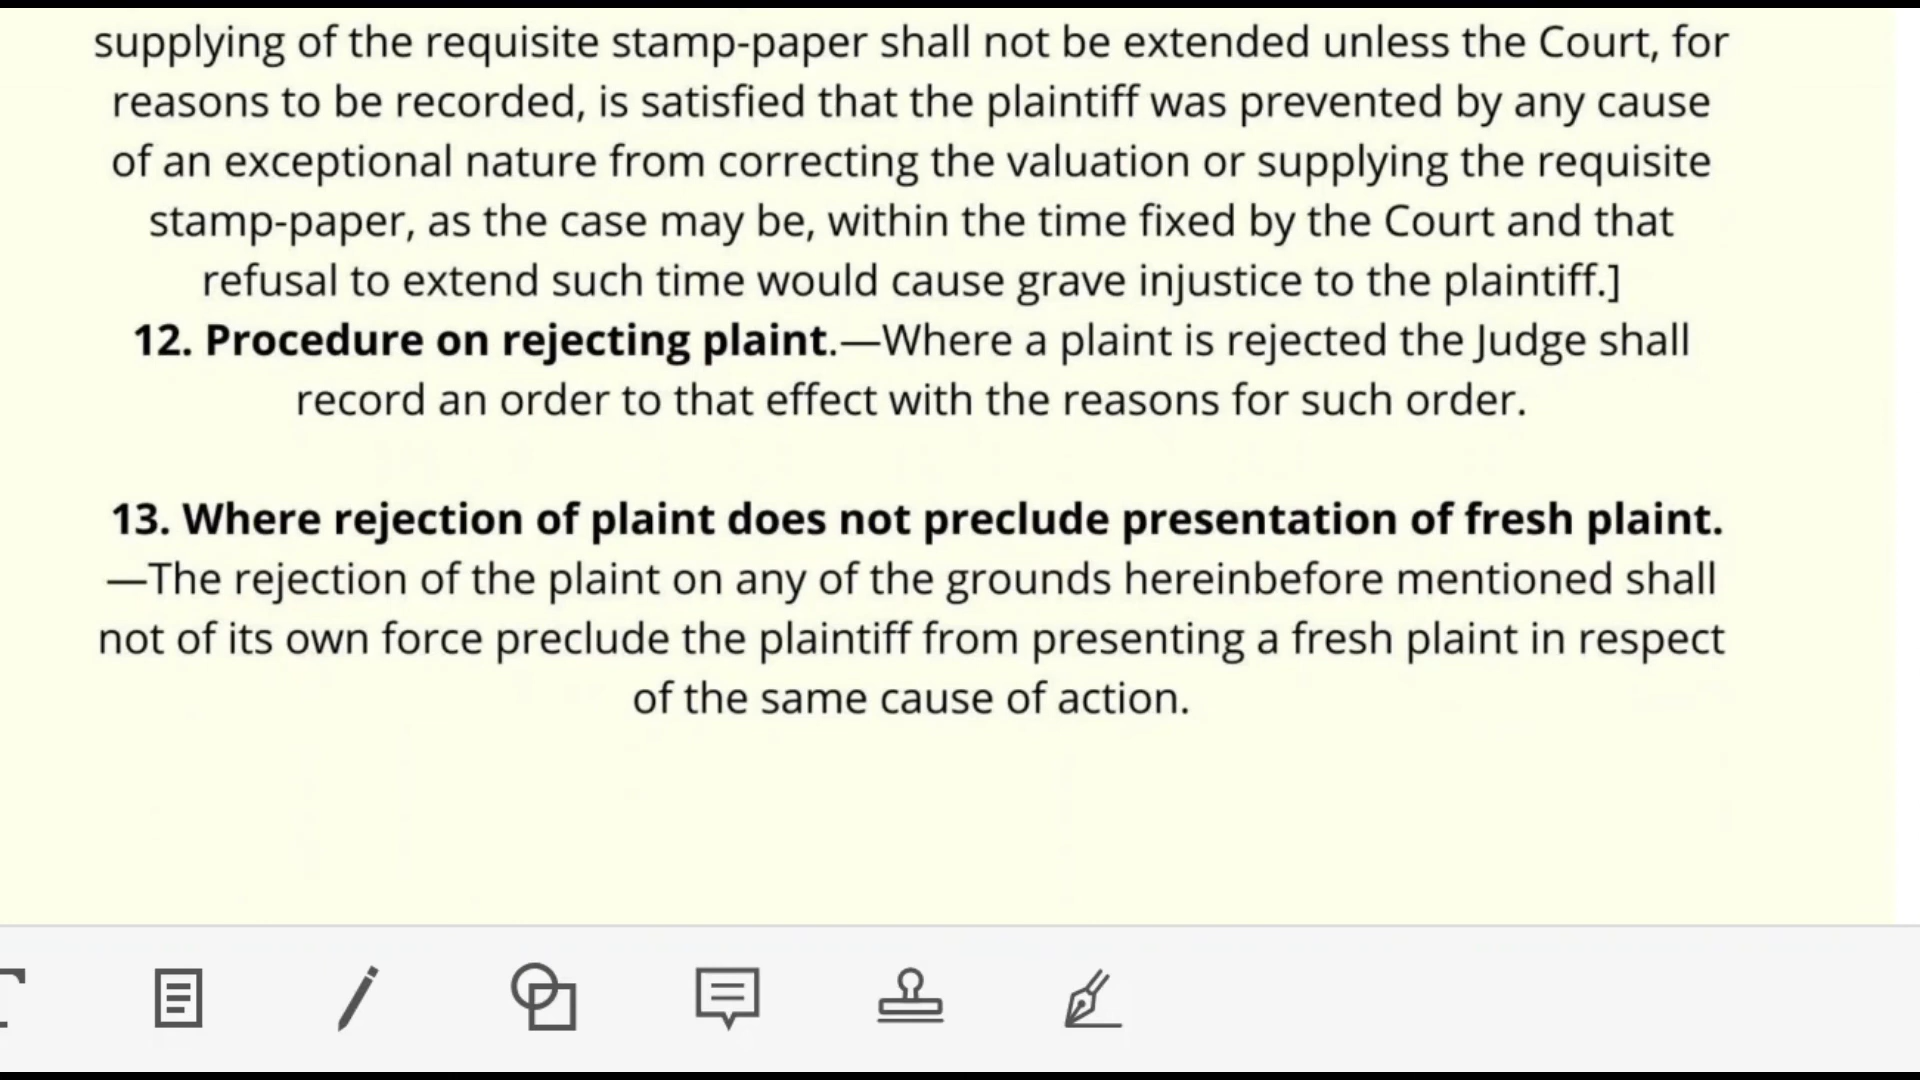 supplying of the requisite stamp-paper shall not be extended unless the Court, for
reasons to be recorded, is satisfied that the plaintiff was prevented by any cause
of an exceptional nature from correcting the valuation or supplying the requisite
stamp-paper, as the case may be, within the time fixed by the Court and that
refusal to extend such time would cause grave injustice to the plaintiff.]
12. Procedure on rejecting plaint.—Where a plaint is rejected the Judge shall
record an order to that effect with the reasons for such order.
13. Where rejection of plaint does not preclude presentation of fresh plaint.
—The rejection of the plaint on any of the grounds hereinbefore mentioned shall
not of its own force preclude the plaintiff from presenting a fresh plaint in respect
of the same cause of action.